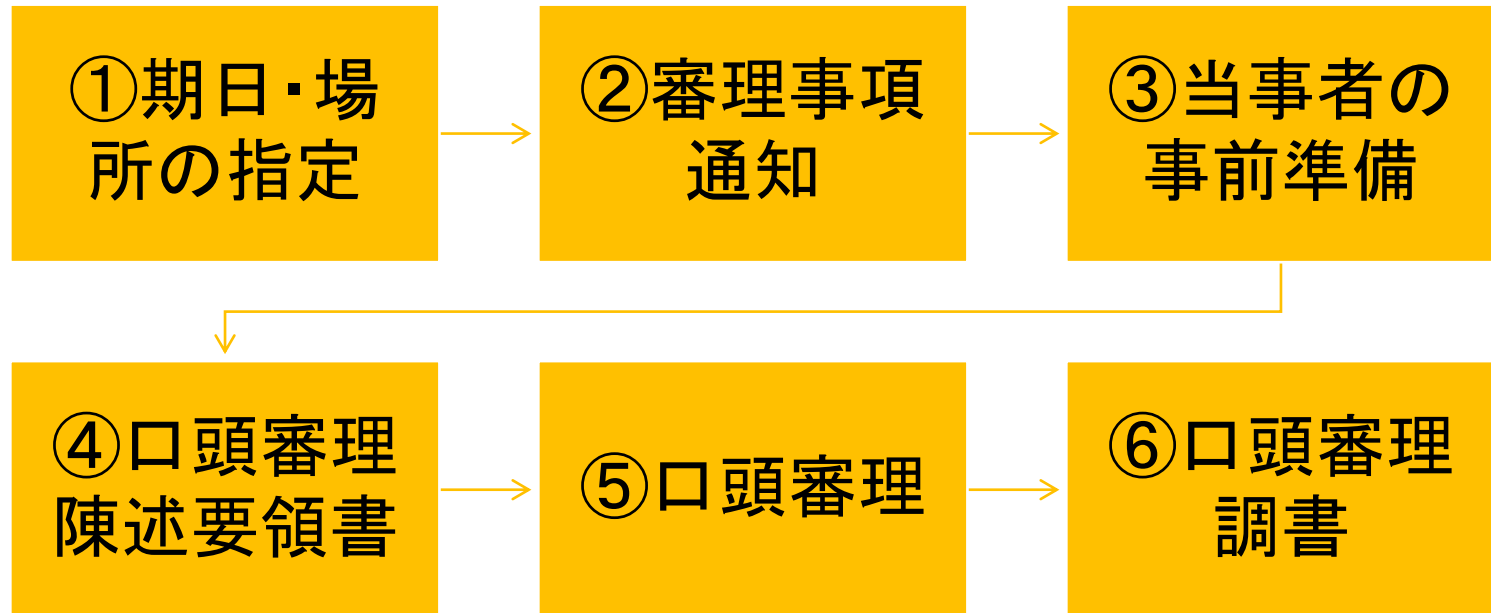 ①期日・場
所の指定
②審理事項
通知
③当事者の
事前準備
④口頭審理
陳述要領書
⑤口頭審理
⑥口頭審理
調書